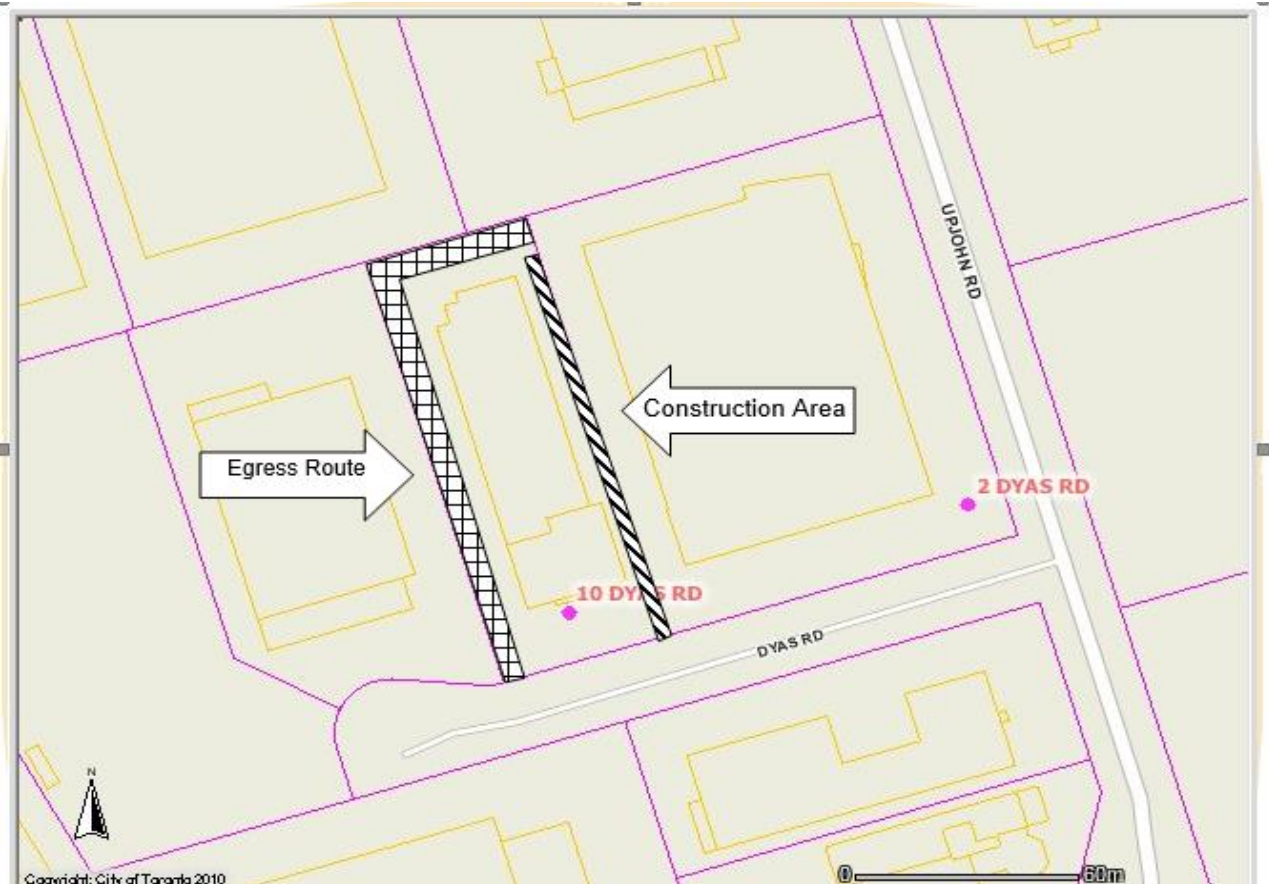 UPJOHN RD
Construction Area
Egress Route
2 DYAS RD
10 DYAS RD
DYAS RD
N
0 60m
Copyright: City of Toronto 2010